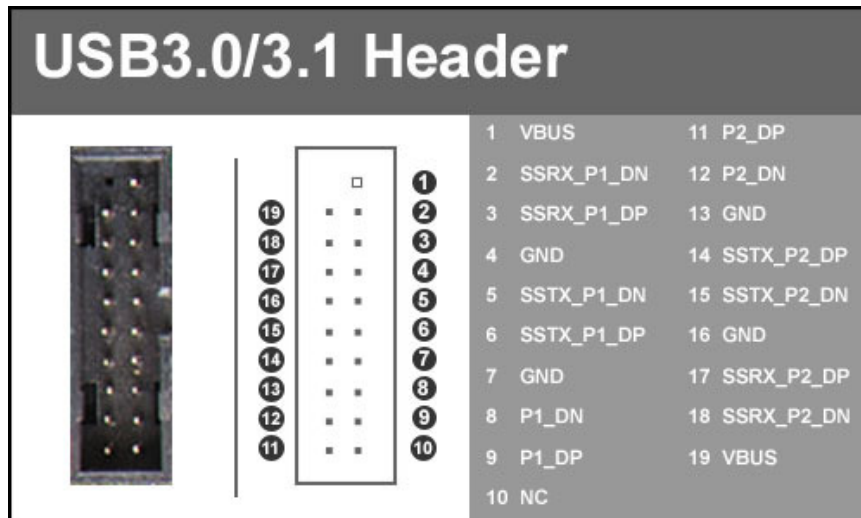 USB3.0/3.1 Header
1
19 2
18 3
17 4
16 5
15 6
14 7
13 8
12 9
11 10
1 VBUS 11 P2_DP
2 SSRX_P1_DN 12 P2_DN
3 SSRX_P1_DP 13 GND
4 GND 14 SSTX_P2_DP
5 SSTX_P1_DN 15 SSTX_P2_DN
6 SSTX_P1_DP 16 GND
7 GND 17 SSRX_P2_DP
8 P1_DN 18 SSRX_P2_DN
9 P1_DP 19 VBUS
10 NC